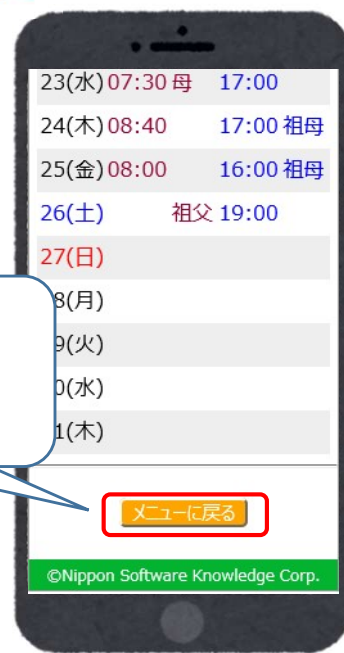 23(水) 07:30 母 17:00
24(木) 08:40 17:00 祖母
25(金) 08:00 16:00 祖母
26(土) 祖父 19:00
27(日)
8(月)
9(火)
0(水)
1(木)
メニューに戻る
©Nippon Software Knowledge Corp.